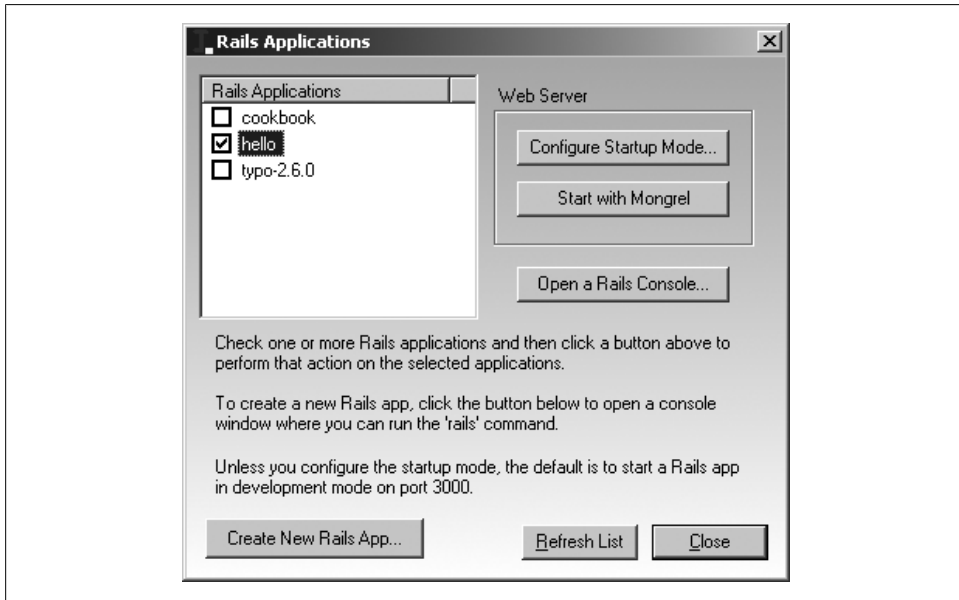 Rails Applications
Rails Applications
cookbook
hello
typo-2.6.0
Web Server
Configure Startup Mode...
Start with Mongrel
Open a Rails Console...
Check one or more Rails applications and then click a button above to
perform that action on the selected applications.
To create a new Rails app, click the button below to open a console
window where you can run the 'rails' command.
Unless you configure the startup mode, the default is to start a Rails app
in development mode on port 3000.
Create New Rails App...
Refresh List
Close